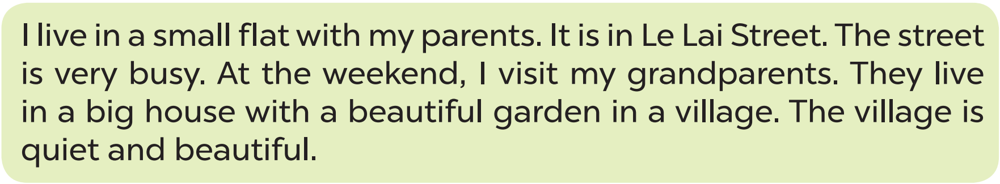 I live in a small flat with my parents. It is in Le Lai Street. The street
is very busy. At the weekend, I visit my grandparents. They live
in a big house with a beautiful garden in a village. The village is
quiet and beautiful.